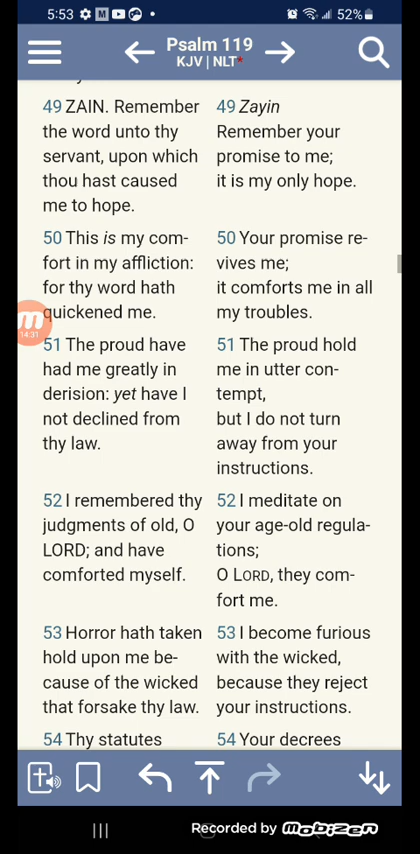 5:53 M 52%
Psalm 119
KJV | NLT*
49 ZAIN. Remember
the word unto thy
servant, upon which
thou hast caused
me to hope.
50 This is my com-
fort in my affliction:
for thy word hath
quickened me.
51 The proud have
had me greatly in
derision: yet have I
not declined from
thy law.
52 I remembered thy
judgments of old, O
LORD; and have
comforted myself.
53 Horror hath taken
hold upon me be-
cause of the wicked
that forsake thy law.
54 Thy statutes
49 Zayin
Remember your
promise to me;
it is my only hope.
50 Your promise re-
vives me;
it comforts me in all
my troubles.
51 The proud hold
me in utter con-
tempt,
but I do not turn
away from your
instructions.
52 I meditate on
your age-old regula-
tions;
O LORD, they com-
fort me.
53 I become furious
with the wicked,
because they reject
your instructions.
54 Your decrees
m
14:31
Recorded by mobizen